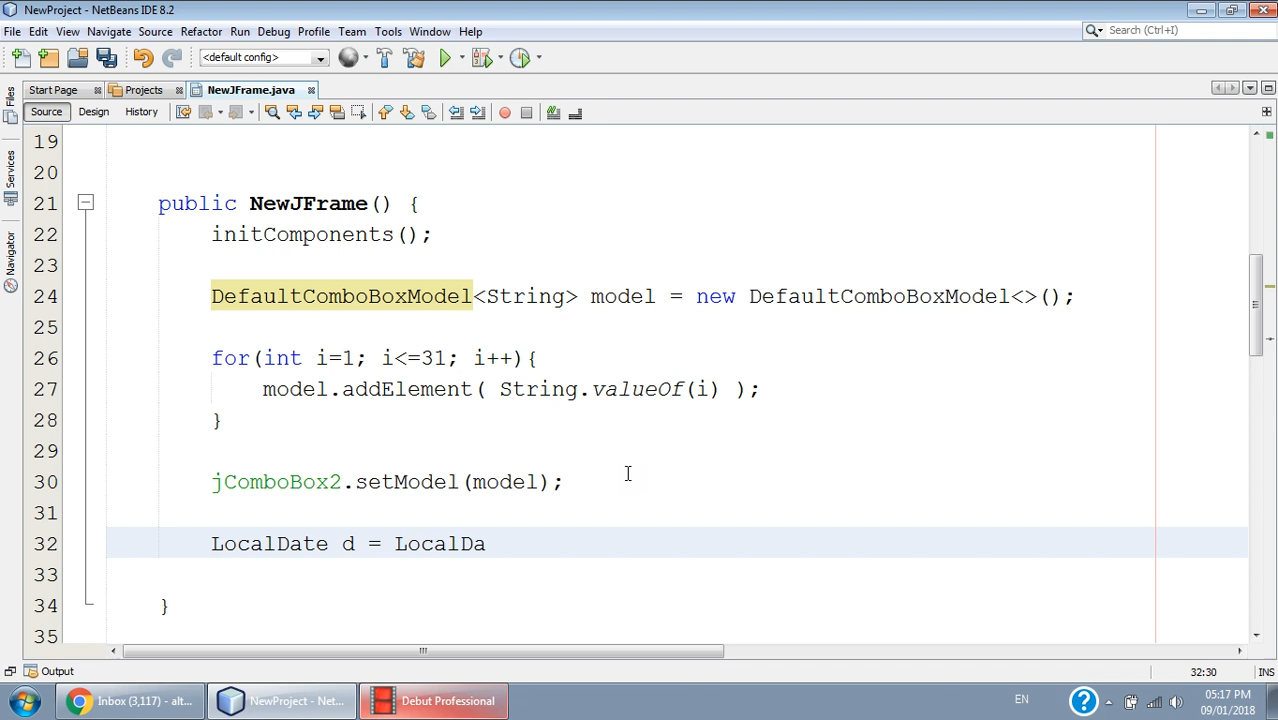 NewProject - NetBeans IDE 8.2
File Edit View Navigate Source Refactor Run Debug Profile Team Tools Window Help
Search (Ctrl+I)
<default config>
Start Page Projects NewJFrame.java
Source Design History
Files
Services
Navigator
19
20
21 public NewJFrame() {
22 initComponents();
23
24 DefaultComboBoxModel<String> model = new DefaultComboBoxModel<>();
25
26 for(int i=1; i<=31; i++){
27 model.addElement( String.valueOf(i) );
28 }
29
30 jComboBox2.setModel(model);
31
32 LocalDate d = LocalDa
33
34 }
35
Output
32:30 INS
Inbox (3,117) - alt... NewProject - Net... Debut Professional
EN
05:17 PM
09/01/2018